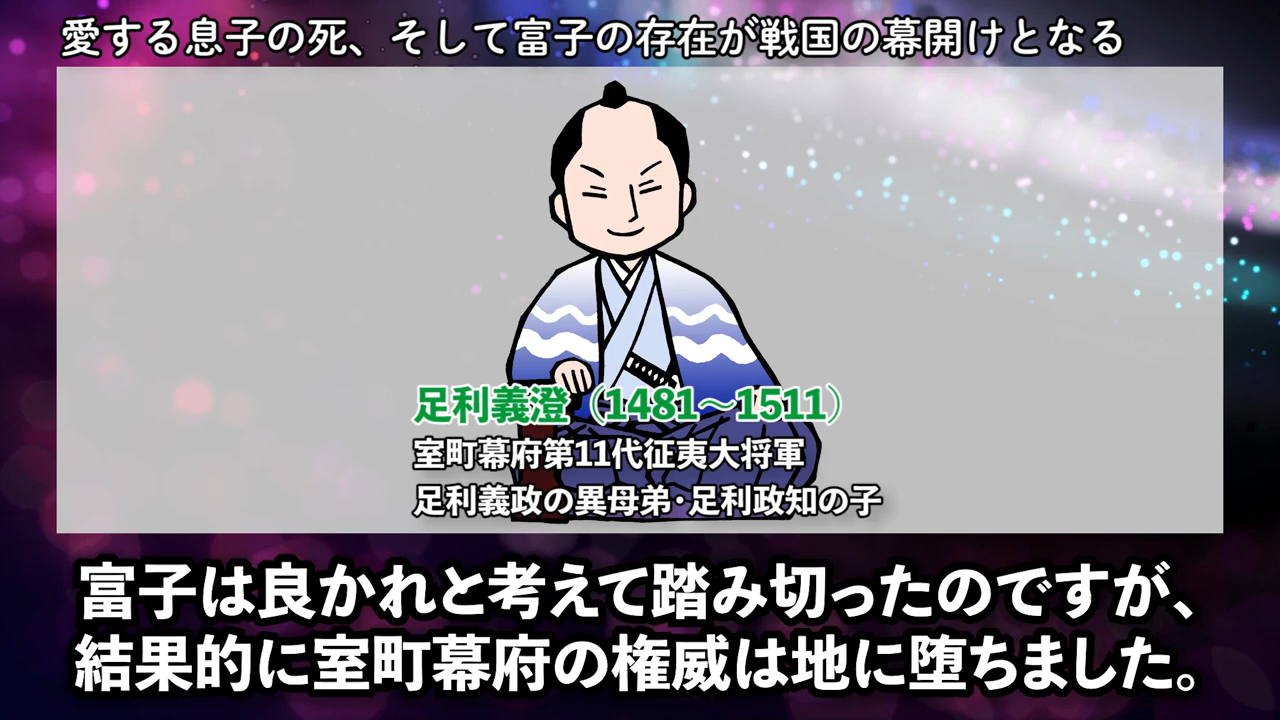 愛する息子の死、そして富子の存在が戦国の幕開けとなる
足利義澄（1481～1511）
室町幕府第11代征夷大将軍
足利義政の異母弟・足利政知の子
富子は良かれと考えて踏み切ったのですが、
結果的に室町幕府の権威は地に堕ちました。